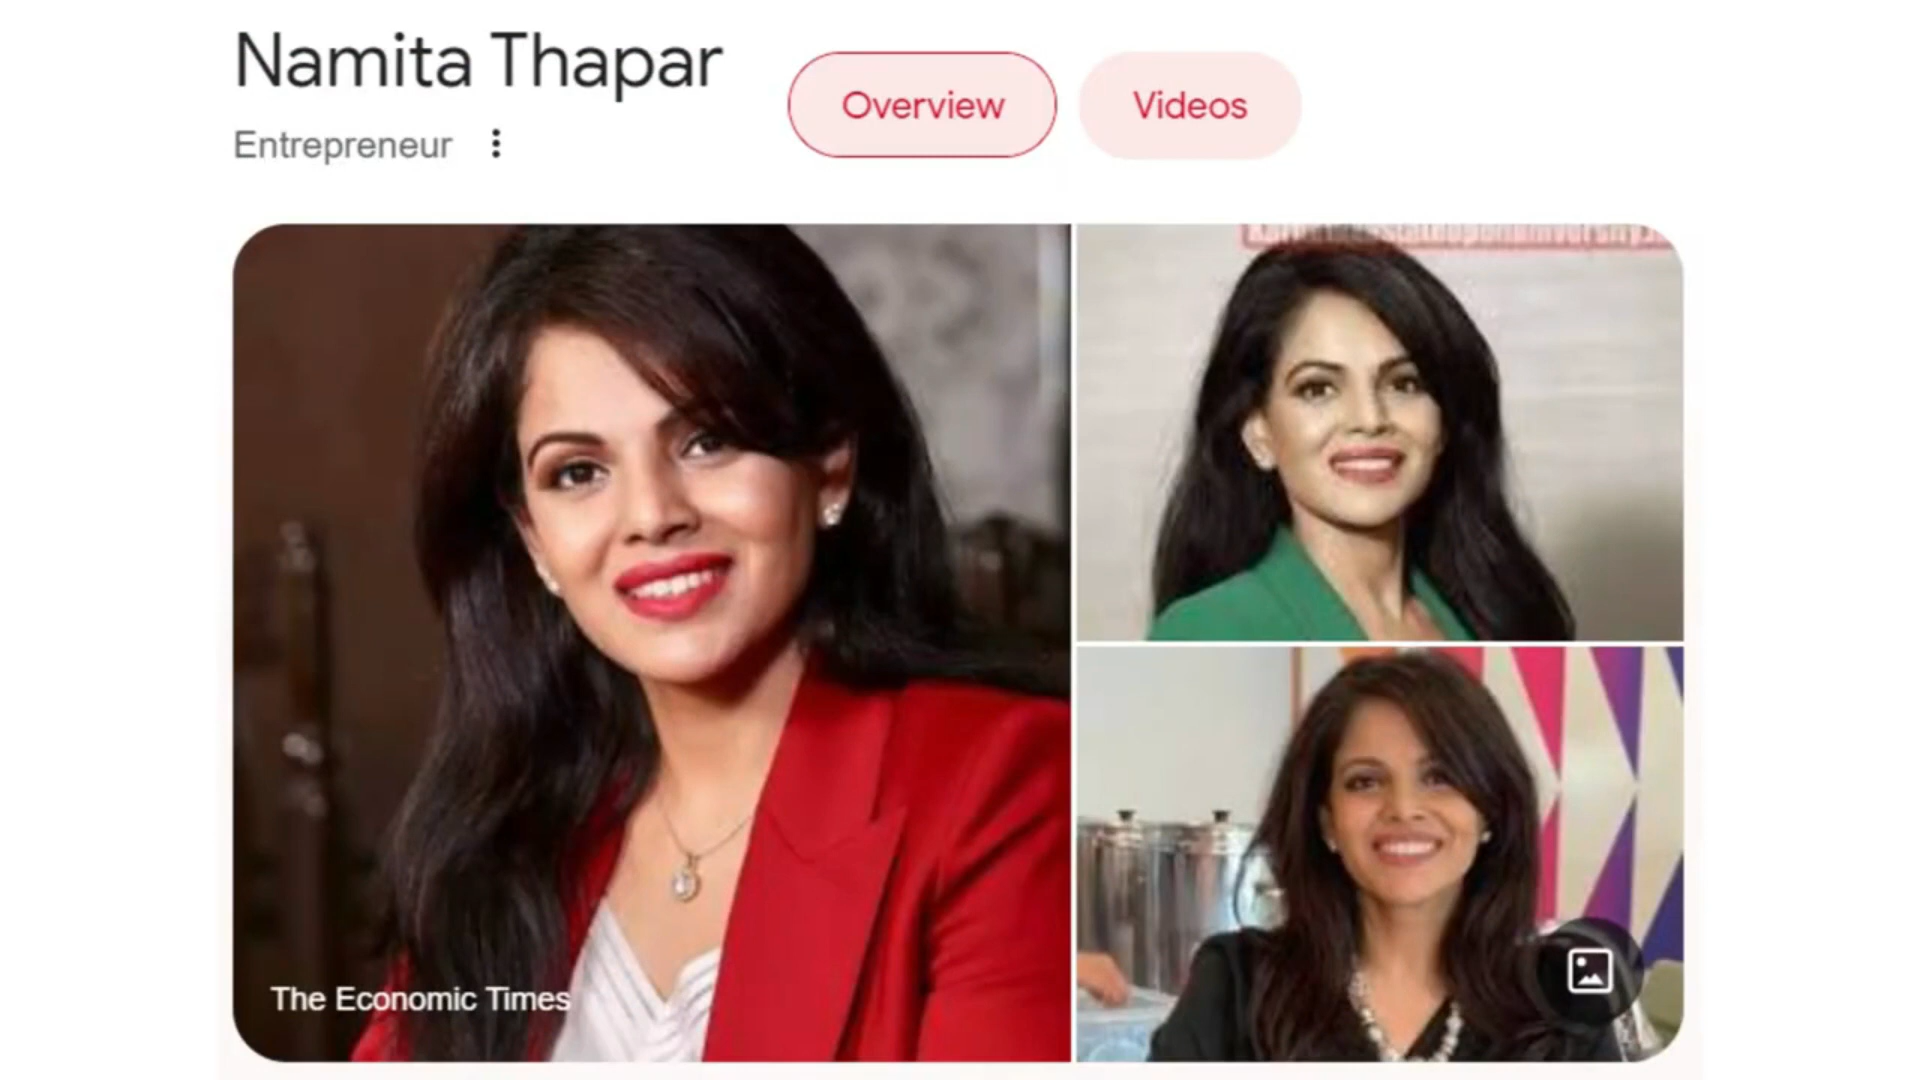 Namita Thapar
Entrepreneur
Overview
Videos
The Economic Times